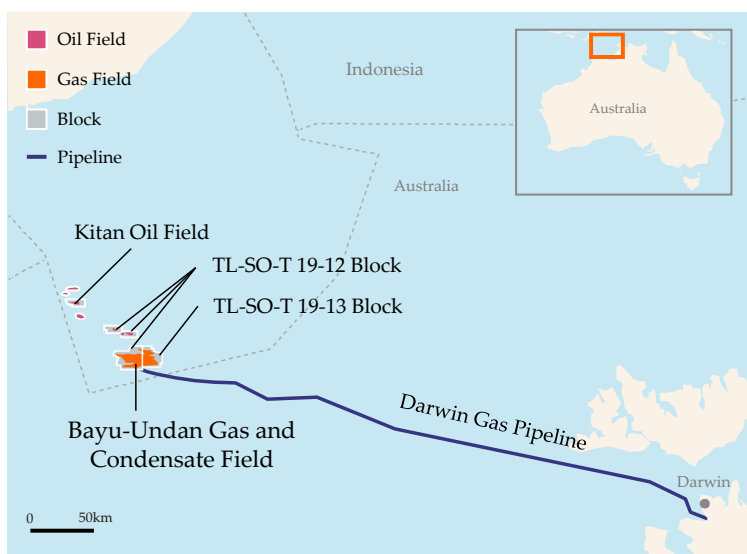 Oil Field
Gas Field
Block
Pipeline
Indonesia
Australia
Australia
Kitan Oil Field
TL-SO-T 19-12 Block
TL-SO-T 19-13 Block
Bayu-Undan Gas and
Condensate Field
Darwin Gas Pipeline
Darwin
0
50km